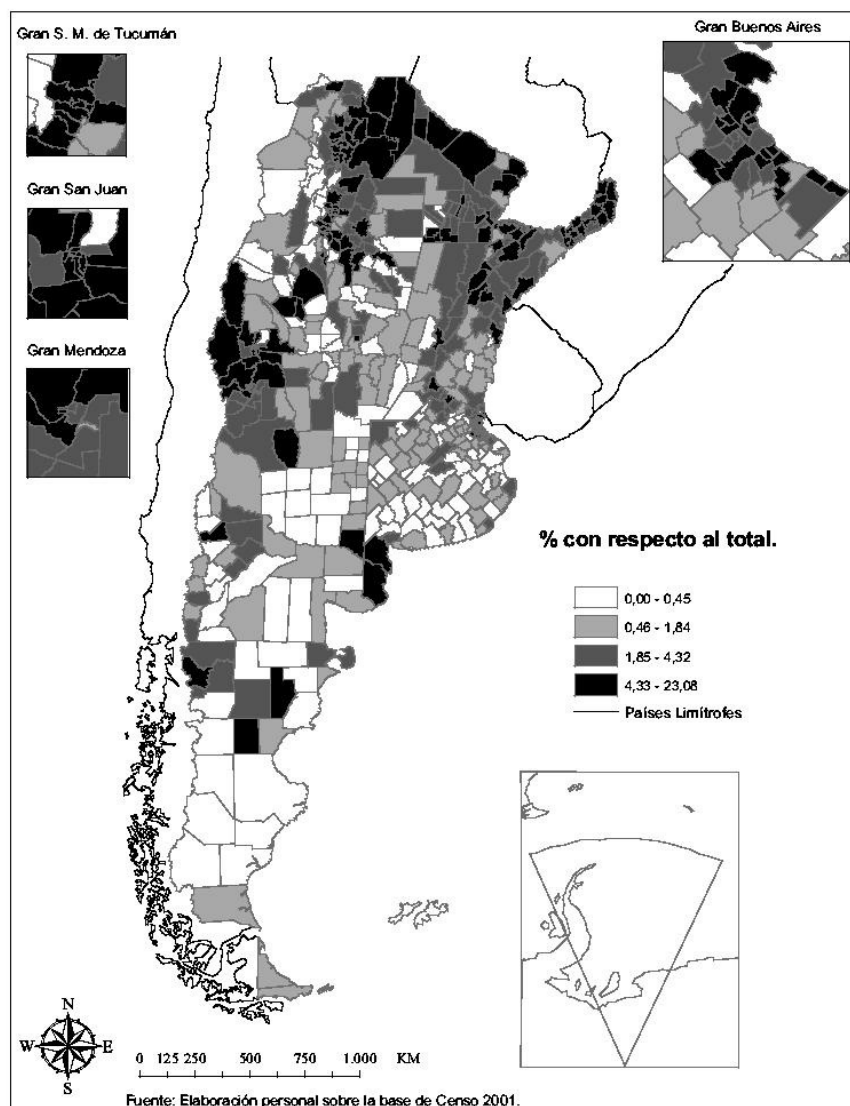 Gran S. M. de Tucumán
Gran Buenos Aires
Gran San Juan
Gran Mendoza
% con respecto al total.
0,00 - 0,45
0,46 - 1,84
1,85 - 4,32
4,33 - 23,08
Países Limítrofes
N
W E
S
0 125 250 500 750 1.000 KM
Fuente: Elaboración personal sobre la base de Censo 2001.